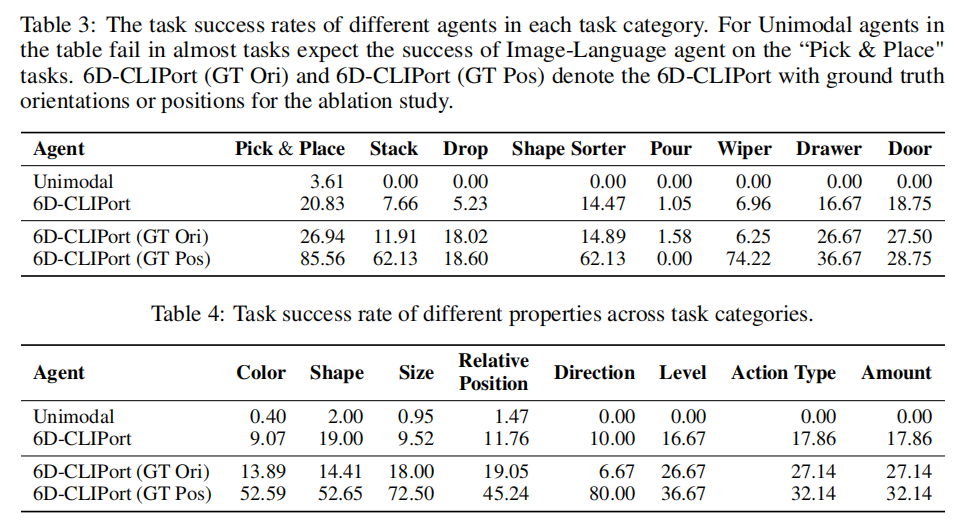 Table 3: The task success rates of different agents in each task category. For Unimodal agents in
the table fail in almost tasks expect the success of Image-Language agent on the “Pick & Place"
tasks. 6D-CLIPort (GT Ori) and 6D-CLIPort (GT Pos) denote the 6D-CLIPort with ground truth
orientations or positions for the ablation study.
Agent Pick & Place Stack Drop Shape Sorter Pour Wiper Drawer Door
Unimodal 3.61 0.00 0.00 0.00 0.00 0.00 0.00 0.00
6D-CLIPort 20.83 7.66 5.23 14.47 1.05 6.96 16.67 18.75
6D-CLIPort (GT Ori) 26.94 11.91 18.02 14.89 1.58 6.25 26.67 27.50
6D-CLIPort (GT Pos) 85.56 62.13 18.60 62.13 0.00 74.22 36.67 28.75
Table 4: Task success rate of different properties across task categories.
Agent Color Shape Size Relative Position Direction Level Action Type Amount
Unimodal 0.40 2.00 0.95 1.47 0.00 0.00 0.00 0.00
6D-CLIPort 9.07 19.00 9.52 11.76 10.00 16.67 17.86 17.86
6D-CLIPort (GT Ori) 13.89 14.41 18.00 19.05 6.67 26.67 27.14 27.14
6D-CLIPort (GT Pos) 52.59 52.65 72.50 45.24 80.00 36.67 32.14 32.14